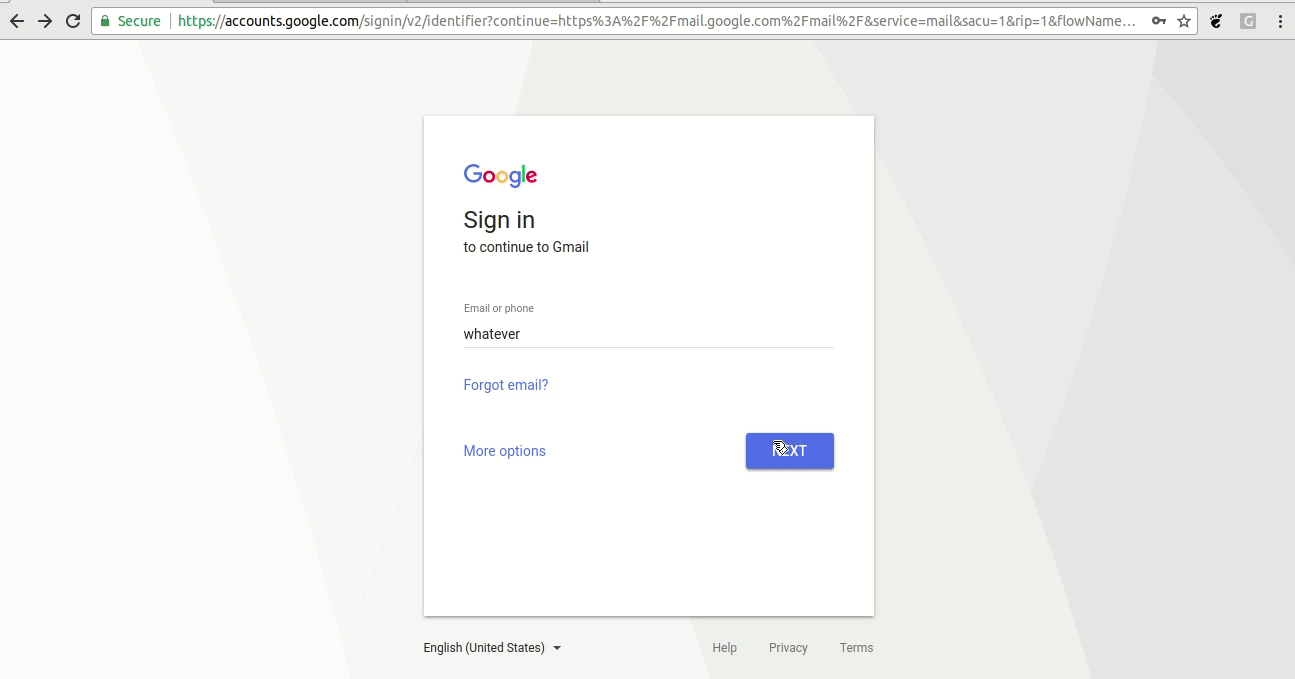 Secure https://accounts.google.com/signin/v2/identifier?continue=https%3A%2F%2Fmail.google.com%2Fmail%2F&service=mail&sacu=1&rip=1&flowName...
G
Google
Sign in
to continue to Gmail
Email or phone
whatever
Forgot email?
More options
NEXT
English (United States)
Help
Privacy
Terms